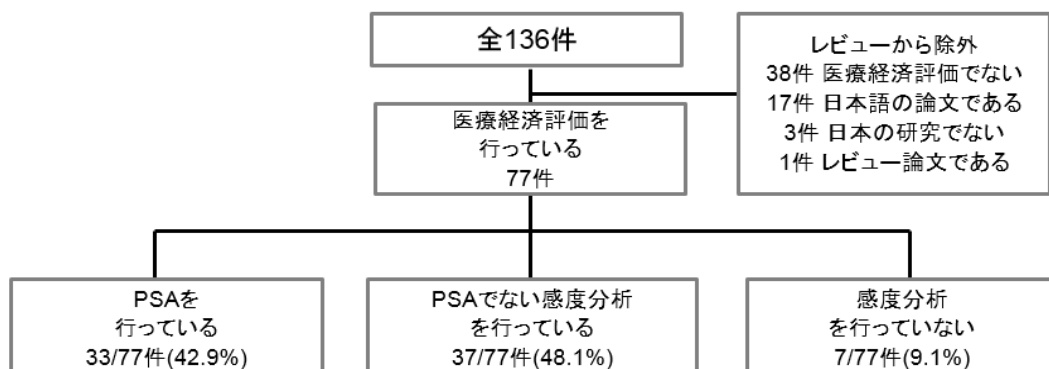 全136件
レビューから除外
38件 医療経済評価でない
17件 日本語の論文である
3件 日本の研究でない
1件 レビュー論文である
医療経済評価を
行っている
77件
PSAを
行っている
33/77件(42.9%)
PSAでない感度分析
を行っている
37/77件(48.1%)
感度分析
を行っていない
7/77件(9.1%)